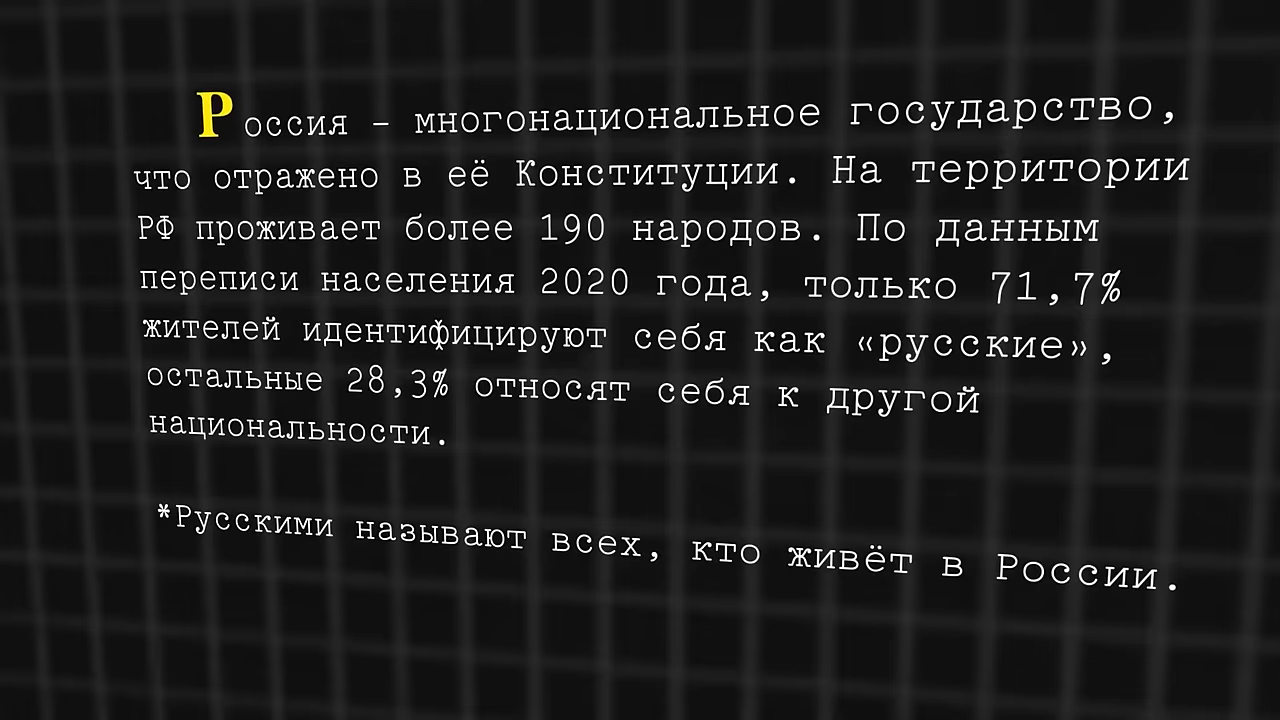 Россия - многонациональное государство,
что отражено в её Конституции. На территории
РФ проживает более 190 народов. По данным
переписи населения 2020 года, только 71,7%
жителей идентифицируют себя как «русские»,
остальные 28,3% относят себя к другой
национальности.
*Русскими называют всех, кто живёт в России.